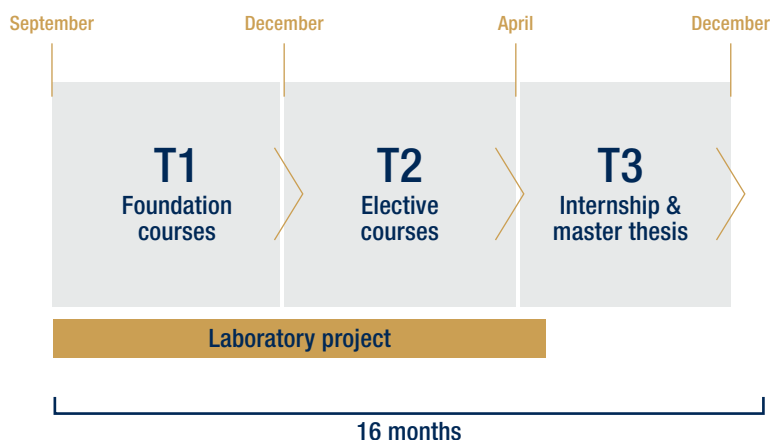 September
December
April
December
T1
Foundation
courses
T2
Elective
courses
T3
Internship &
master thesis
Laboratory project
16 months